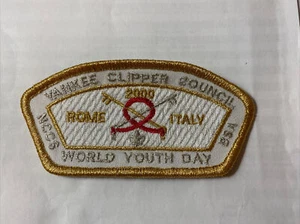 YANKEE CLIPPER COUNCIL
2000
ROME ITALY
NCCS BSA
WORLD YOUTH DAY